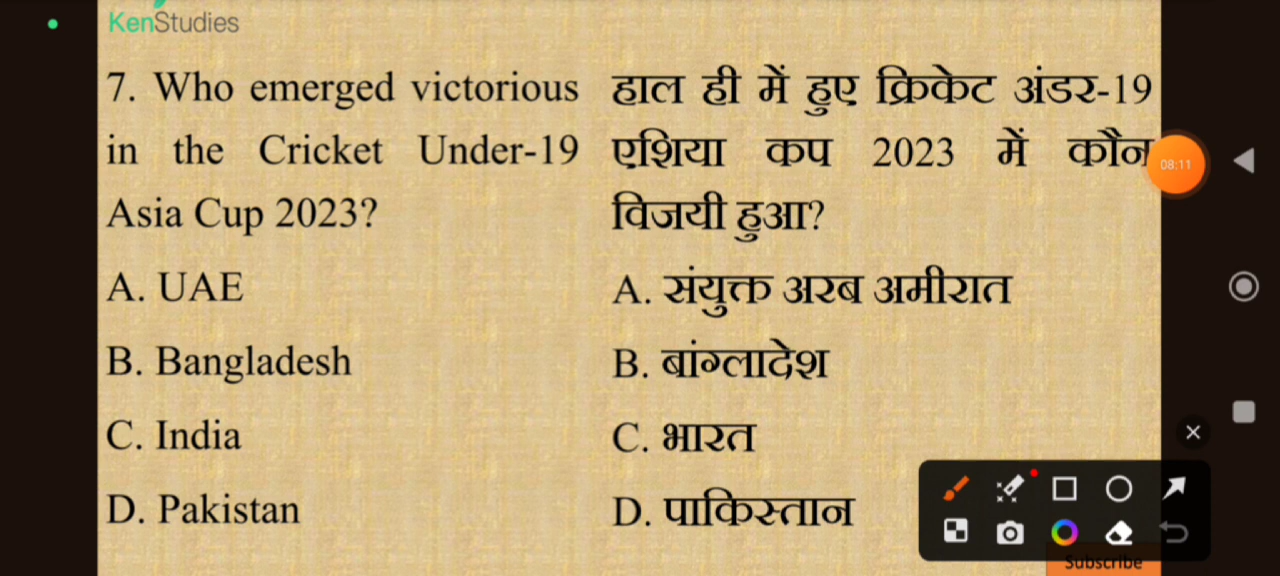 KenStudies
7. Who emerged victorious
in the Cricket Under-19
Asia Cup 2023?
A. UAE
B. Bangladesh
C. India
D. Pakistan
हाल ही में हुए क्रिकेट अंडर-19
एशिया कप 2023 में कौन
विजयी हुआ?
A. संयुक्त अरब अमीरात
B. बांग्लादेश
C. भारत
D. पाकिस्तान
08:11
Subscribe